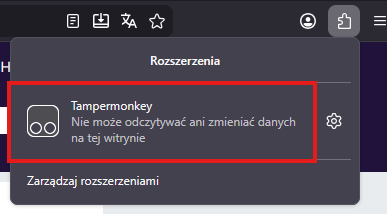 H
Rozszerzenia
Tampermonkey
Nie może odczytywać ani zmieniać danych
na tej witrynie
Zarządzaj rozszerzeniami